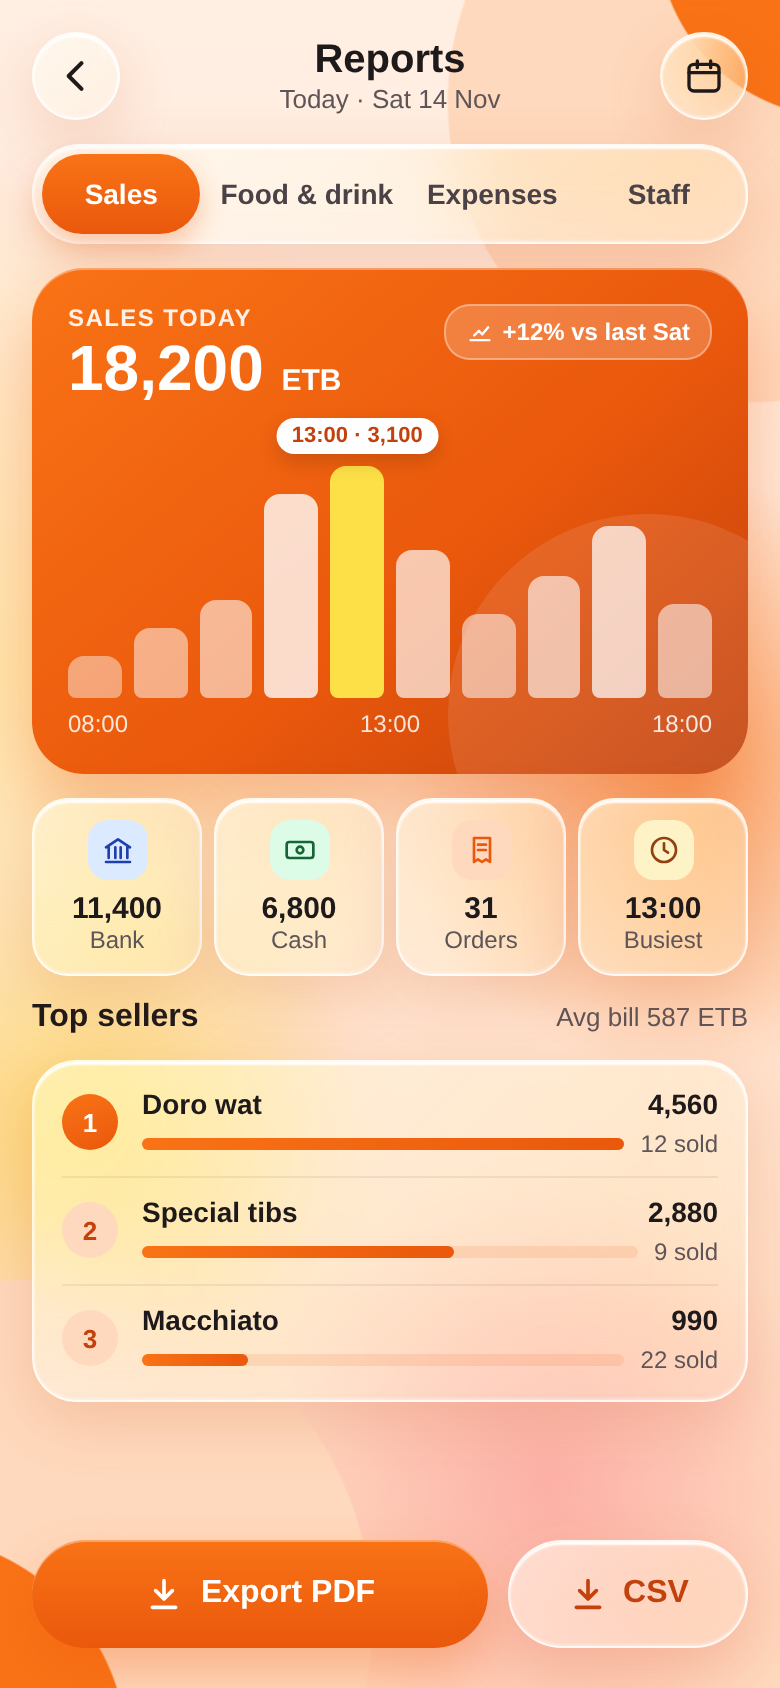 Reports
Today · Sat 14 Nov
Sales Food & drink Expenses Staff
SALES TODAY
18,200 ETB
+12% vs last Sat
13:00 · 3,100
08:00 13:00 18:00
11,400
Bank
6,800
Cash
31
Orders
13:00
Busiest
Top sellers
Avg bill 587 ETB
1 Doro wat 4,560
12 sold
2 Special tibs 2,880
9 sold
3 Macchiato 990
22 sold
Export PDF
CSV